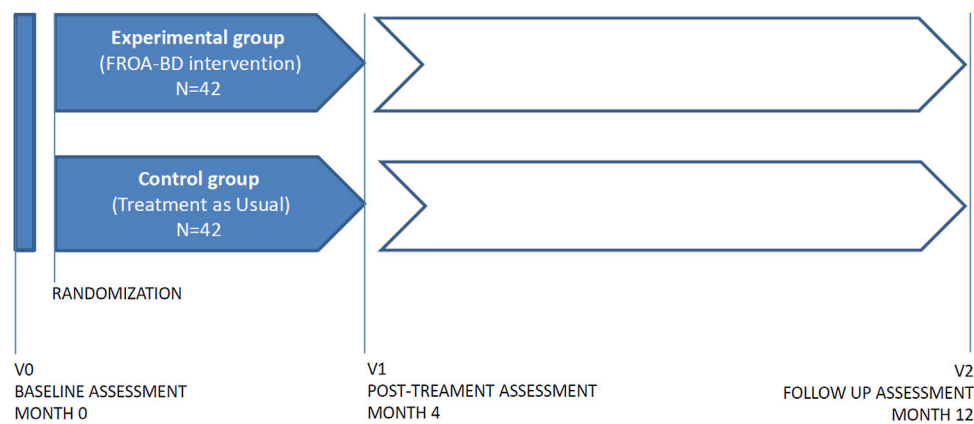 Experimental group
(FROA-BD intervention)
N=42
Control group
(Treatment as Usual)
N=42
RANDOMIZATION
V0
BASELINE ASSESSMENT
MONTH 0
V1
POST-TREAMENT ASSESSMENT
MONTH 4
V2
FOLLOW UP ASSESSMENT
MONTH 12